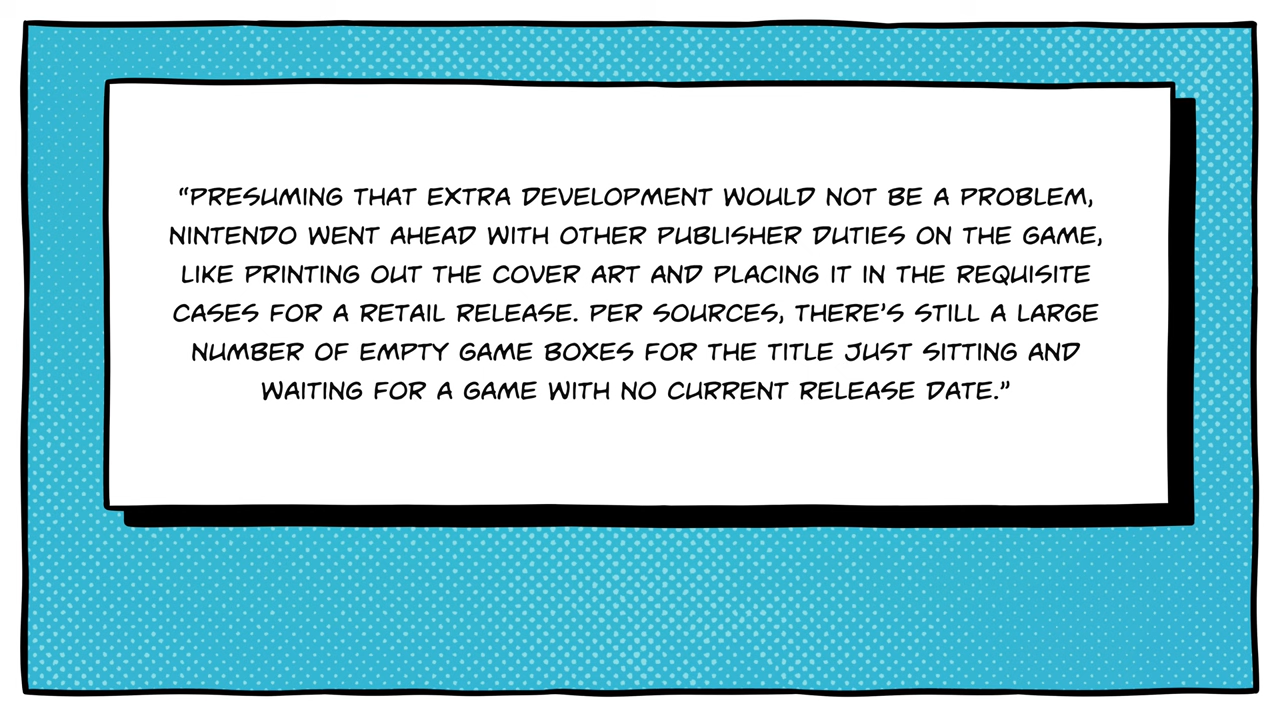 “PRESUMING THAT EXTRA DEVELOPMENT WOULD NOT BE A PROBLEM,
NINTENDO WENT AHEAD WITH OTHER PUBLISHER DUTIES ON THE GAME,
LIKE PRINTING OUT THE COVER ART AND PLACING IT IN THE REQUISITE
CASES FOR A RETAIL RELEASE. PER SOURCES, THERE’S STILL A LARGE
NUMBER OF EMPTY GAME BOXES FOR THE TITLE JUST SITTING AND
WAITING FOR A GAME WITH NO CURRENT RELEASE DATE.”